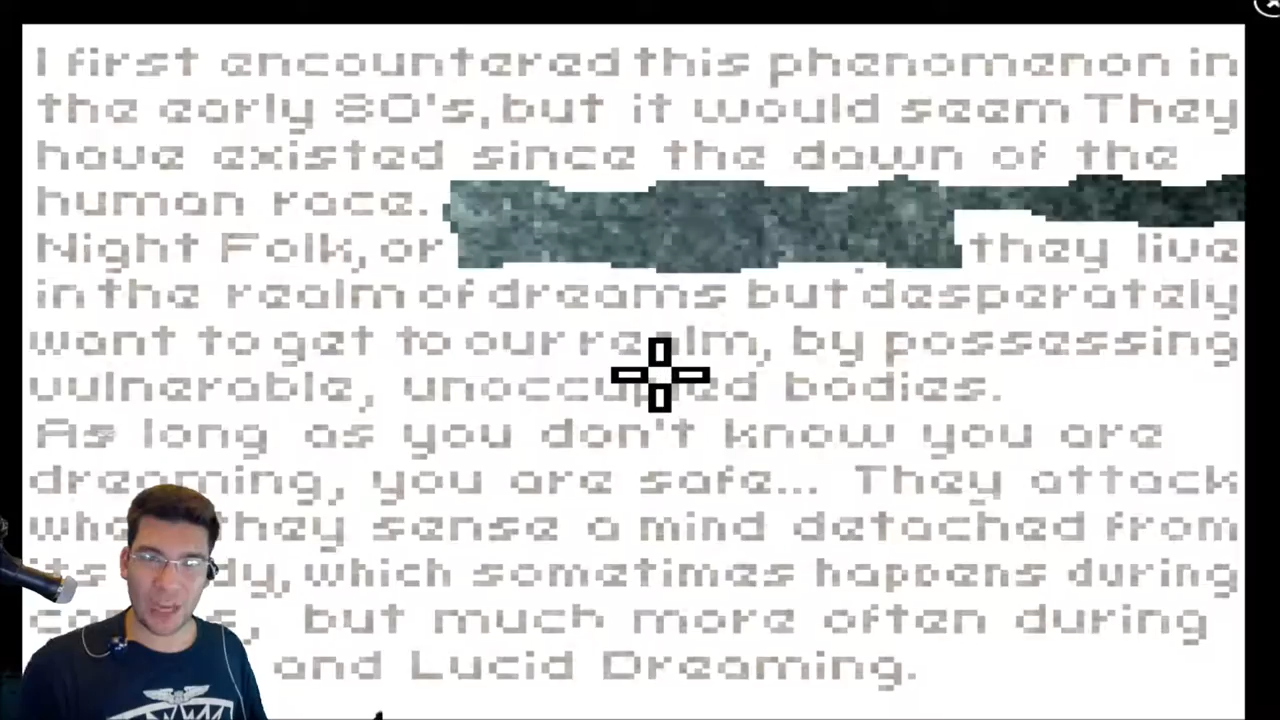 I first encountered this phenomenon in
the early 80's, but it would seem They
have existed since the dawn of the
human race.
Night Folk, or they live
in the realm of dreams but desperately
want to get to our realm, by possessing
vulnerable, unoccupied bodies.
As long as you don't know you are
dreaming, you are safe... They attack
they sense a mind detached from
its which sometimes happens during
but much more often during
and Lucid Dreaming.